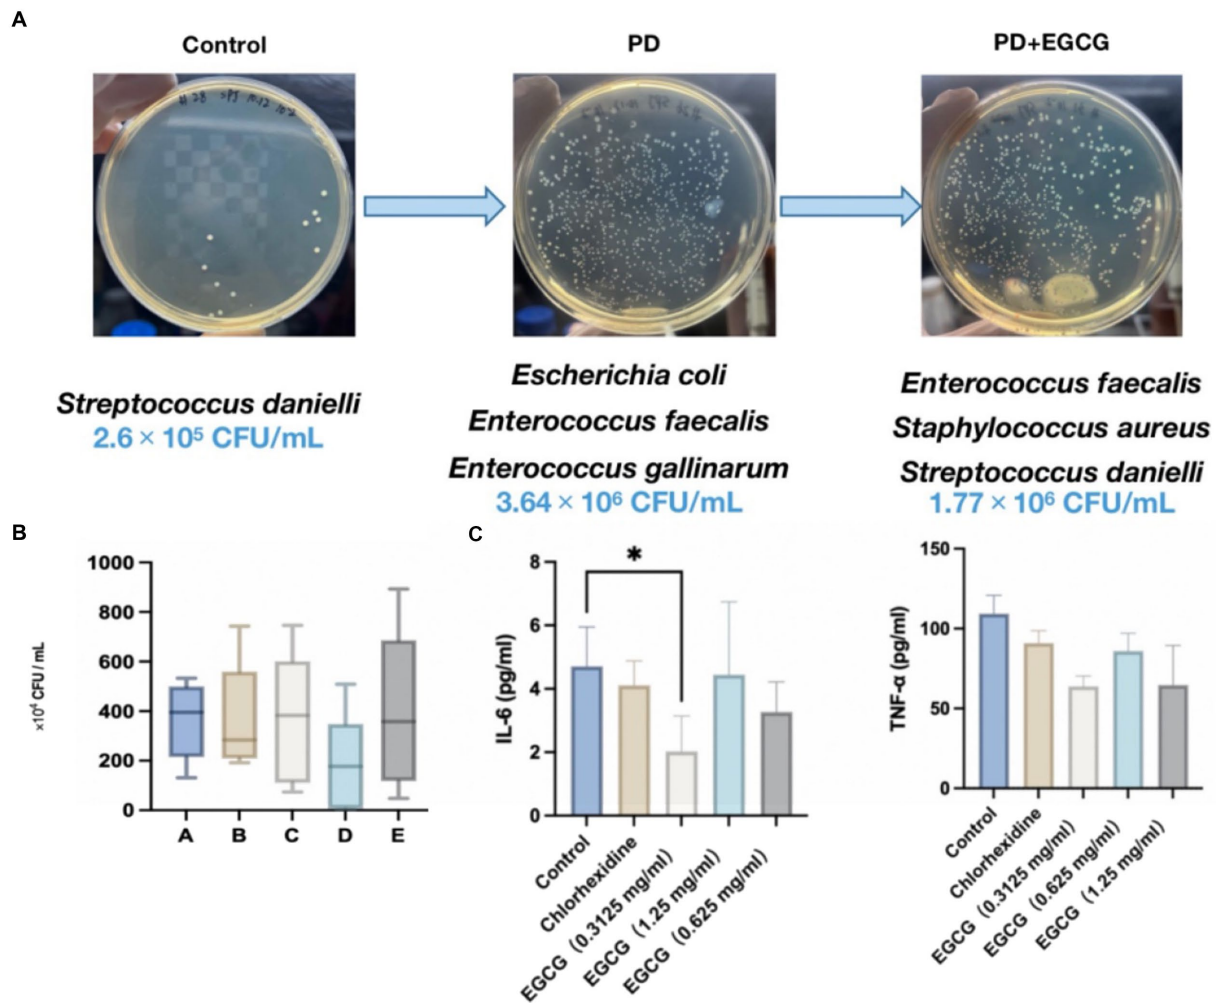 A
Control
PD
PD+EGCG
Streptococcus danielli
2.6 × 10⁵ CFU/mL
Escherichia coli
Enterococcus faecalis
Enterococcus gallinarum
3.64 × 10⁶ CFU/mL
Enterococcus faecalis
Staphylococcus aureus
Streptococcus danielli
1.77 × 10⁶ CFU/mL
B
×10⁴ CFU / mL
1000
800
600
400
200
0
A B C D E
C
IL-6 (pg/ml)
8
6
4
2
0
*
Control
Chlorhexidine
EGCG (0.3125 mg/ml)
EGCG (1.25 mg/ml)
EGCG (0.625 mg/ml)
TNF-α (pg/ml)
150
100
50
0
Control
Chlorhexidine
EGCG (0.3125 mg/ml)
EGCG (0.625 mg/ml)
EGCG (1.25 mg/ml)